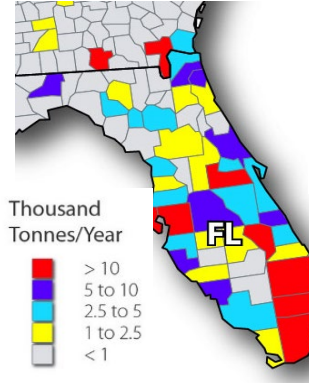 FL
Thousand
Tonnes/Year
> 10
5 to 10
2.5 to 5
1 to 2.5
< 1